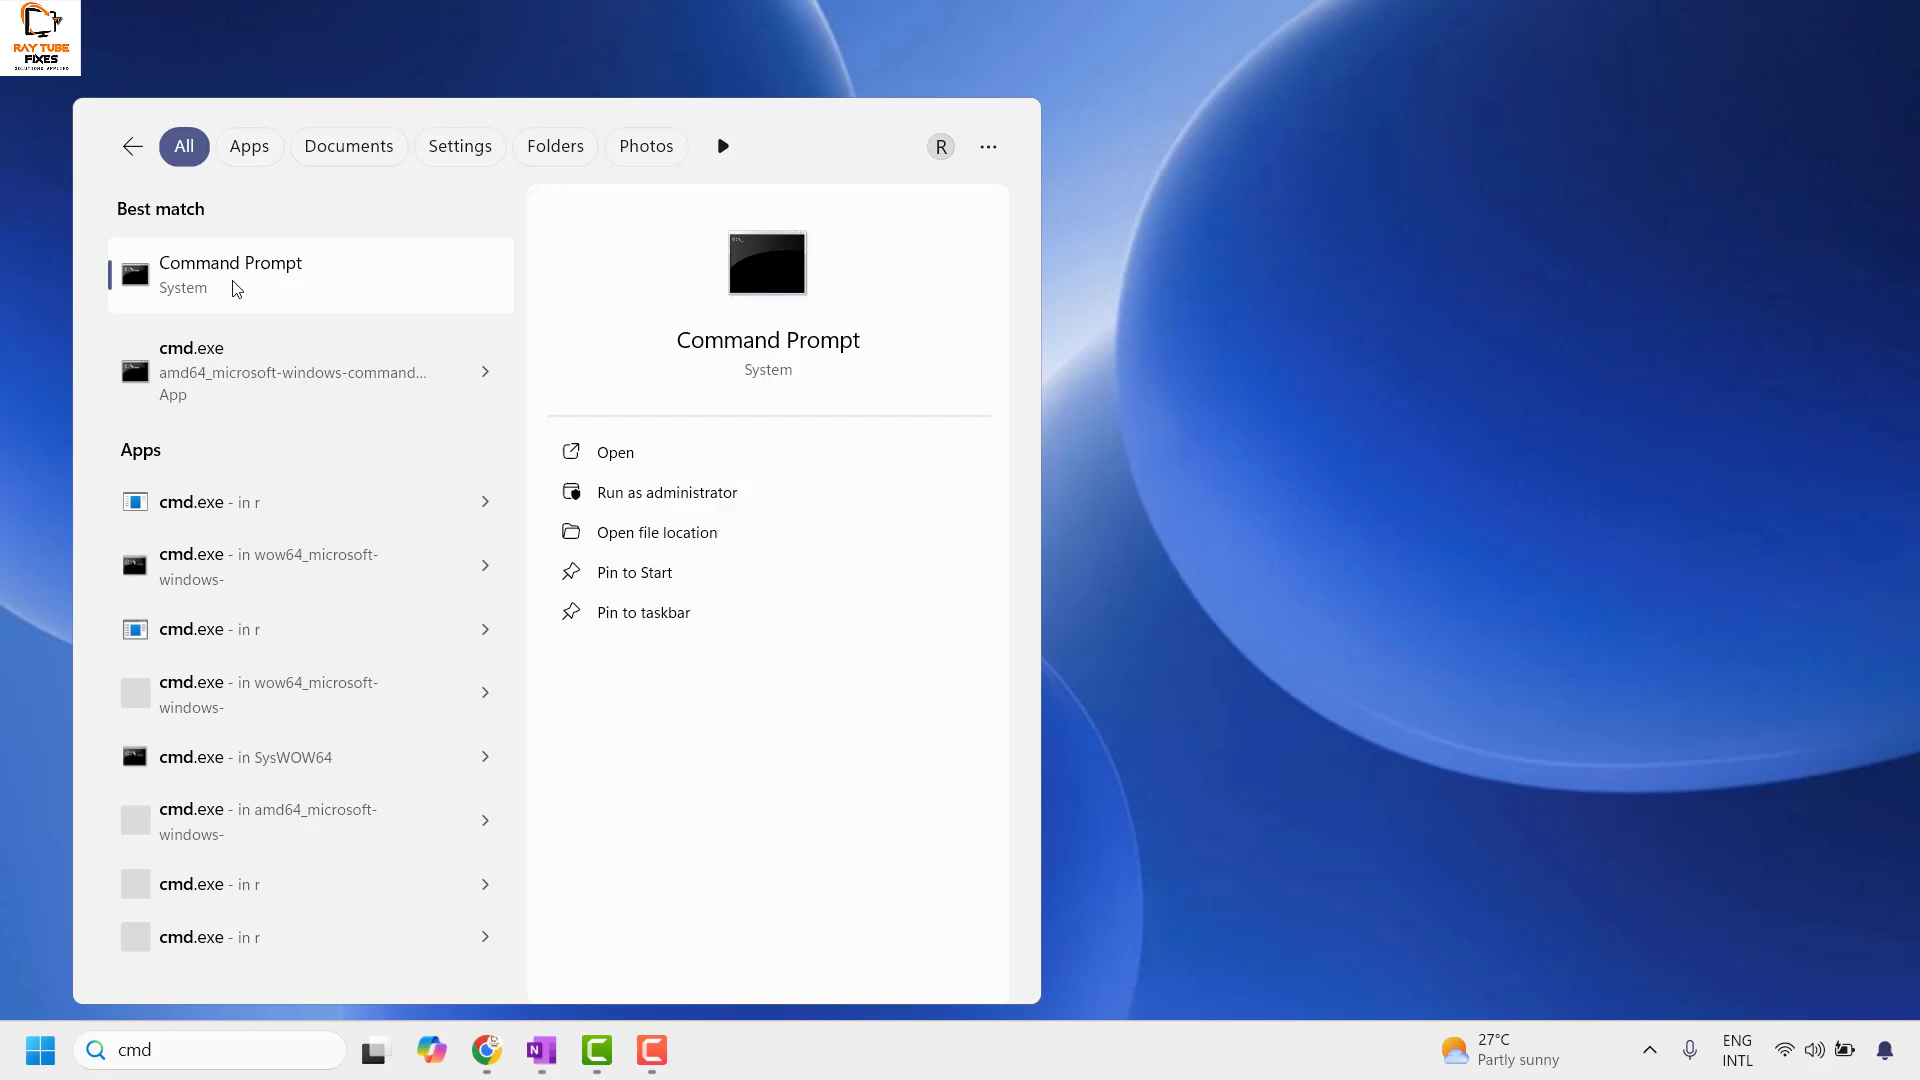 RAY TUBE
FIXES
SOLUTIONS APPLIED
All
Apps
Documents
Settings
Folders
Photos
R
Best match
Command Prompt
System
cmd.exe
amd64_microsoft-windows-command...
App
Apps
cmd.exe - in r
cmd.exe - in wow64_microsoft-
windows-
cmd.exe - in r
cmd.exe - in wow64_microsoft-
windows-
cmd.exe - in SysWOW64
cmd.exe - in amd64_microsoft-
windows-
cmd.exe - in r
cmd.exe - in r
Command Prompt
System
Open
Run as administrator
Open file location
Pin to Start
Pin to taskbar
cmd
27°C
Partly sunny
ENG
INTL